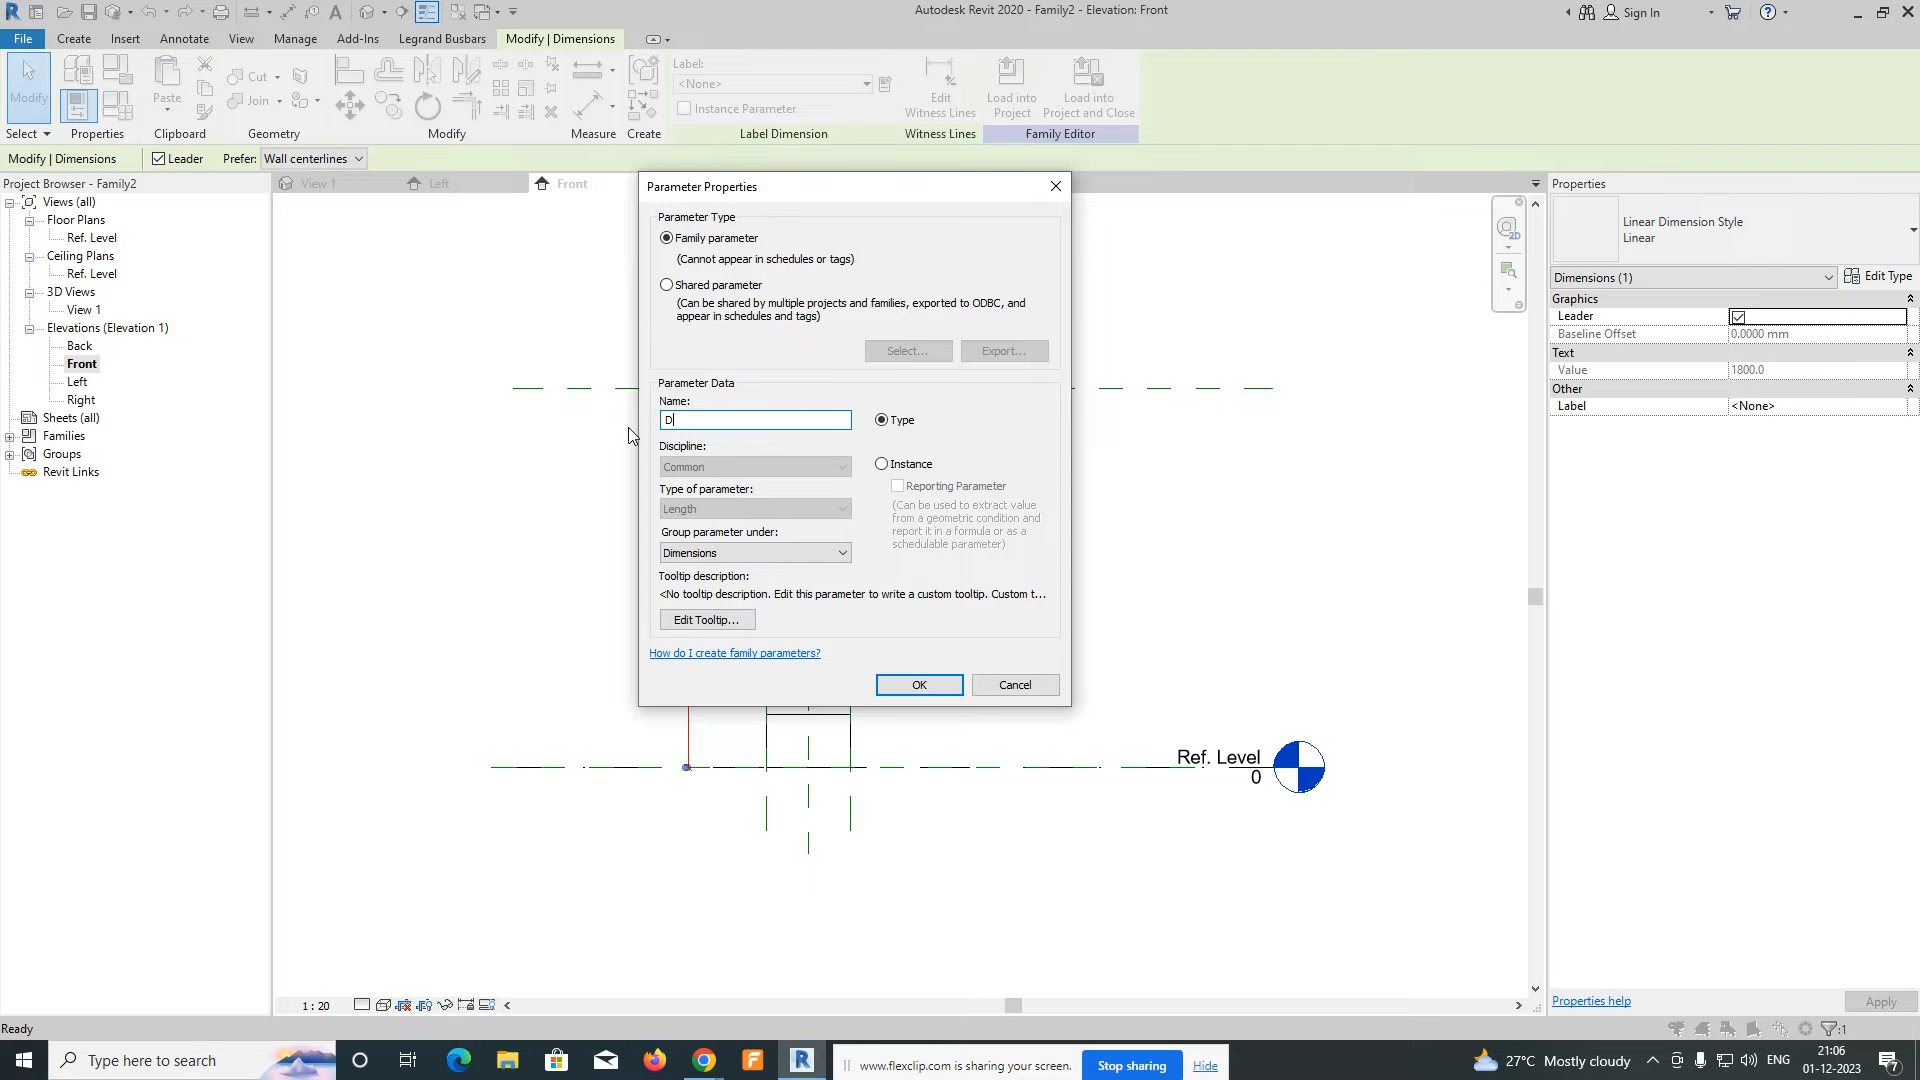 Autodesk Revit 2020 - Family2 - Elevation: Front
Sign In
File Create Insert Annotate View Manage Add-Ins Legrand Busbars Modify | Dimensions
Modify
Paste
Cut
Join
Label:
<None>
Instance Parameter
Edit
Witness Lines
Load into
Project
Load into
Project and Close
Select Properties Clipboard Geometry Modify Measure Create Label Dimension Witness Lines Family Editor
Modify | Dimensions Leader Prefer: Wall centerlines
Project Browser - Family2
Views (all)
Floor Plans
Ref. Level
Ceiling Plans
Ref. Level
3D Views
View 1
Elevations (Elevation 1)
Back
Front
Left
Right
Sheets (all)
Families
Groups
Revit Links
View 1 Left Front
Parameter Properties
Parameter Type
Family parameter
(Cannot appear in schedules or tags)
Shared parameter
(Can be shared by multiple projects and families, exported to ODBC, and
appear in schedules and tags)
Select... Export...
Parameter Data
Name:
D
Type
Discipline:
Common
Instance
Reporting Parameter
(Can be used to extract value
from a geometric condition and
report it in a formula or as a
schedulable parameter)
Type of parameter:
Length
Group parameter under:
Dimensions
Tooltip description:
<No tooltip description. Edit this parameter to write a custom tooltip. Custom t...
Edit Tooltip...
How do I create family parameters?
OK Cancel
Ref. Level
0
2D
Properties
Linear Dimension Style
Linear
Dimensions (1) Edit Type
Graphics
Leader
Baseline Offset 0.0000 mm
Text
Value 1800.0
Other
Label <None>
Properties help Apply
1 : 20
Ready
:1
Type here to search
www.flexclip.com is sharing your screen. Stop sharing Hide
27°C Mostly cloudy
ENG
21:06
01-12-2023
7